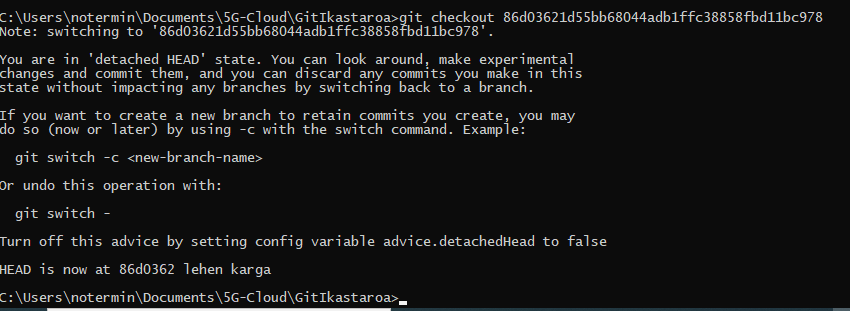 C:\Users\notermin\Documents\5G-Cloud\GitIkastaroa>git checkout 86d03621d55bb68044adb1ffc38858fbd11bc978
Note: switching to '86d03621d55bb68044adb1ffc38858fbd11bc978'.
You are in 'detached HEAD' state. You can look around, make experimental
changes and commit them, and you can discard any commits you make in this
state without impacting any branches by switching back to a branch.
If you want to create a new branch to retain commits you create, you may
do so (now or later) by using -c with the switch command. Example:
git switch -c <new-branch-name>
Or undo this operation with:
git switch -
Turn off this advice by setting config variable advice.detachedHead to false
HEAD is now at 86d0362 lehen karga
C:\Users\notermin\Documents\5G-Cloud\GitIkastaroa>